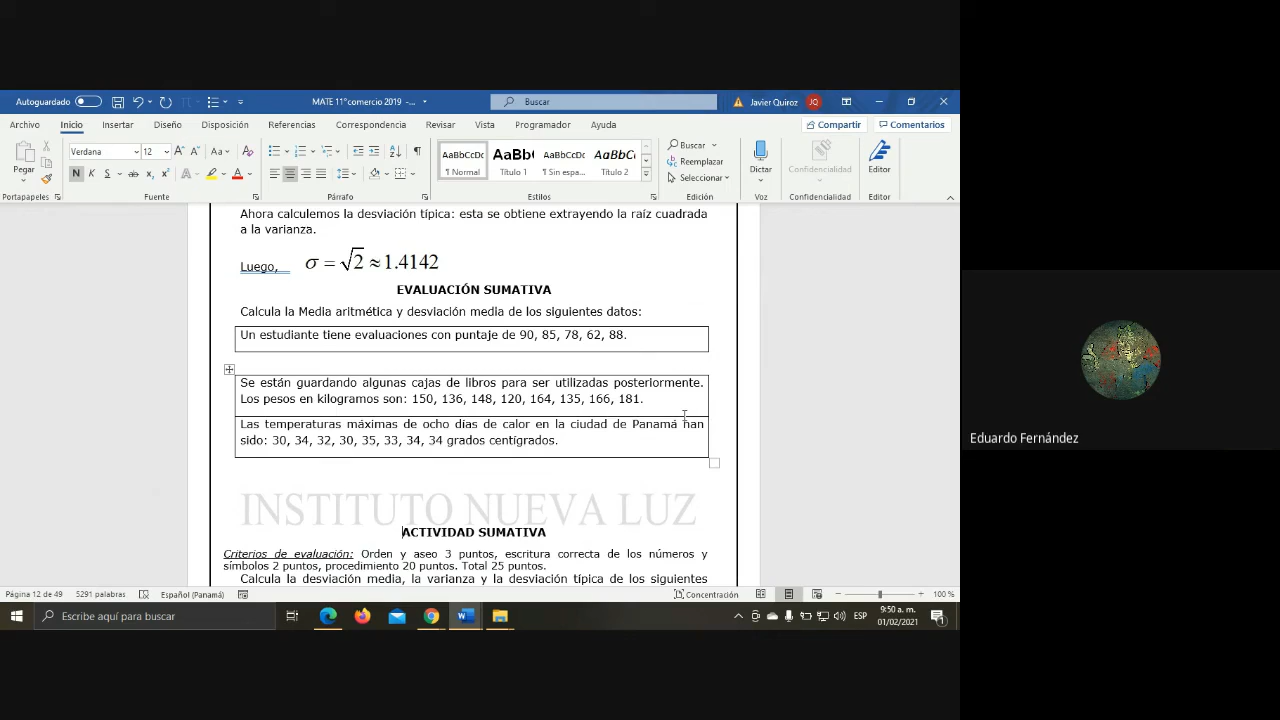 Autoguardado
MATE 11°comercio 2019 -...
Buscar
Javier Quiroz
JQ
Archivo Inicio Insertar Diseño Disposición Referencias Correspondencia Revisar Vista Programador Ayuda
Compartir Comentarios
Pegar
Verdana 12
N K S ab x₂ x²
AaBbCcDc AaBb( AaBbCcDc AaBbC(
¶ Normal Título 1 ¶ Sin espa... Título 2
Buscar
Reemplazar
Seleccionar
Dictar
Confidencialidad
Editor
Portapapeles Fuente Párrafo Estilos Edición Voz Confidencialidad Editor
Ahora calculemos la desviación típica: esta se obtiene extrayendo la raíz cuadrada
a la varianza.
Luego, σ = √2 ≈ 1.4142
EVALUACIÓN SUMATIVA
Calcula la Media aritmética y desviación media de los siguientes datos:
Un estudiante tiene evaluaciones con puntaje de 90, 85, 78, 62, 88.
Se están guardando algunas cajas de libros para ser utilizadas posteriormente.
Los pesos en kilogramos son: 150, 136, 148, 120, 164, 135, 166, 181.
Las temperaturas máximas de ocho días de calor en la ciudad de Panamá han
sido: 30, 34, 32, 30, 35, 33, 34, 34 grados centígrados.
INSTITUTO NUEVA LUZ
ACTIVIDAD SUMATIVA
Criterios de evaluación: Orden y aseo 3 puntos, escritura correcta de los números y
símbolos 2 puntos, procedimiento 20 puntos. Total 25 puntos.
Calcula la desviación media, la varianza y la desviación típica de los siguientes
Página 12 de 49 5291 palabras Español (Panamá) Concentración 100 %
Escribe aquí para buscar
ESP
9:50 a. m.
01/02/2021
1
Eduardo Fernández